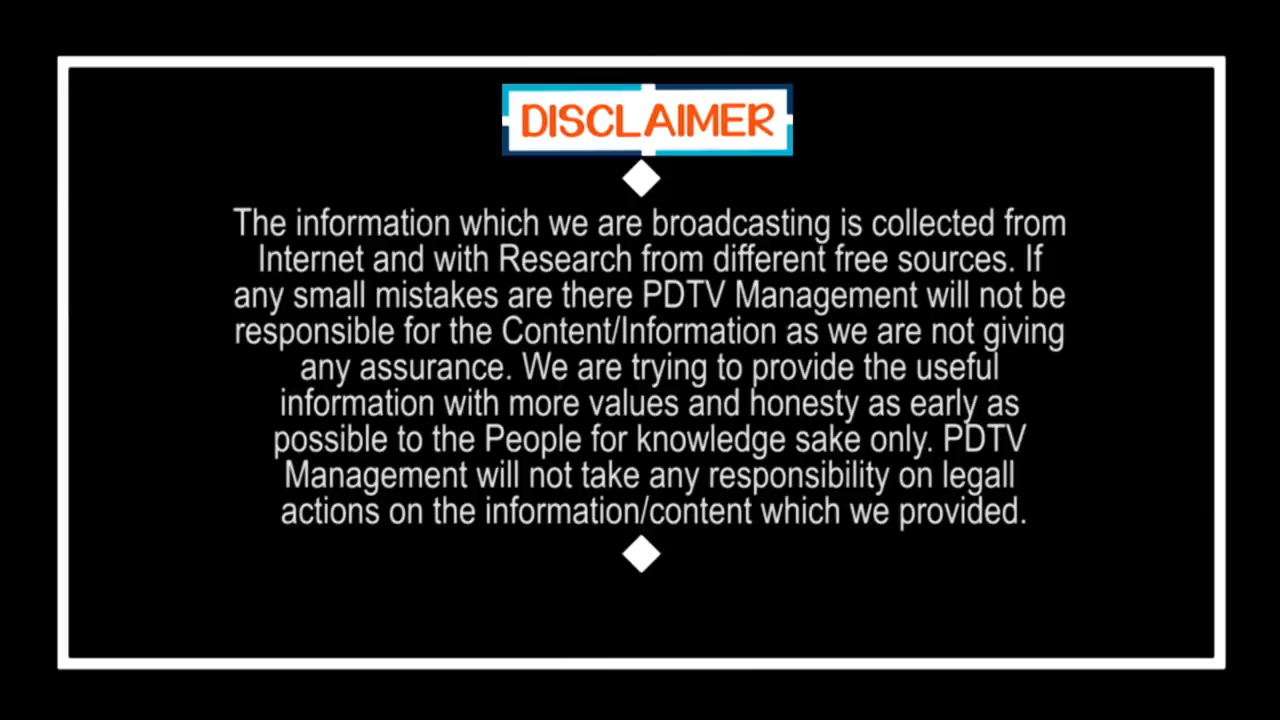 DISCLAIMER
The information which we are broadcasting is collected from
Internet and with Research from different free sources. If
any small mistakes are there PDTV Management will not be
responsible for the Content/Information as we are not giving
any assurance. We are trying to provide the useful
information with more values and honesty as early as
possible to the People for knowledge sake only. PDTV
Management will not take any responsibility on legall
actions on the information/content which we provided.